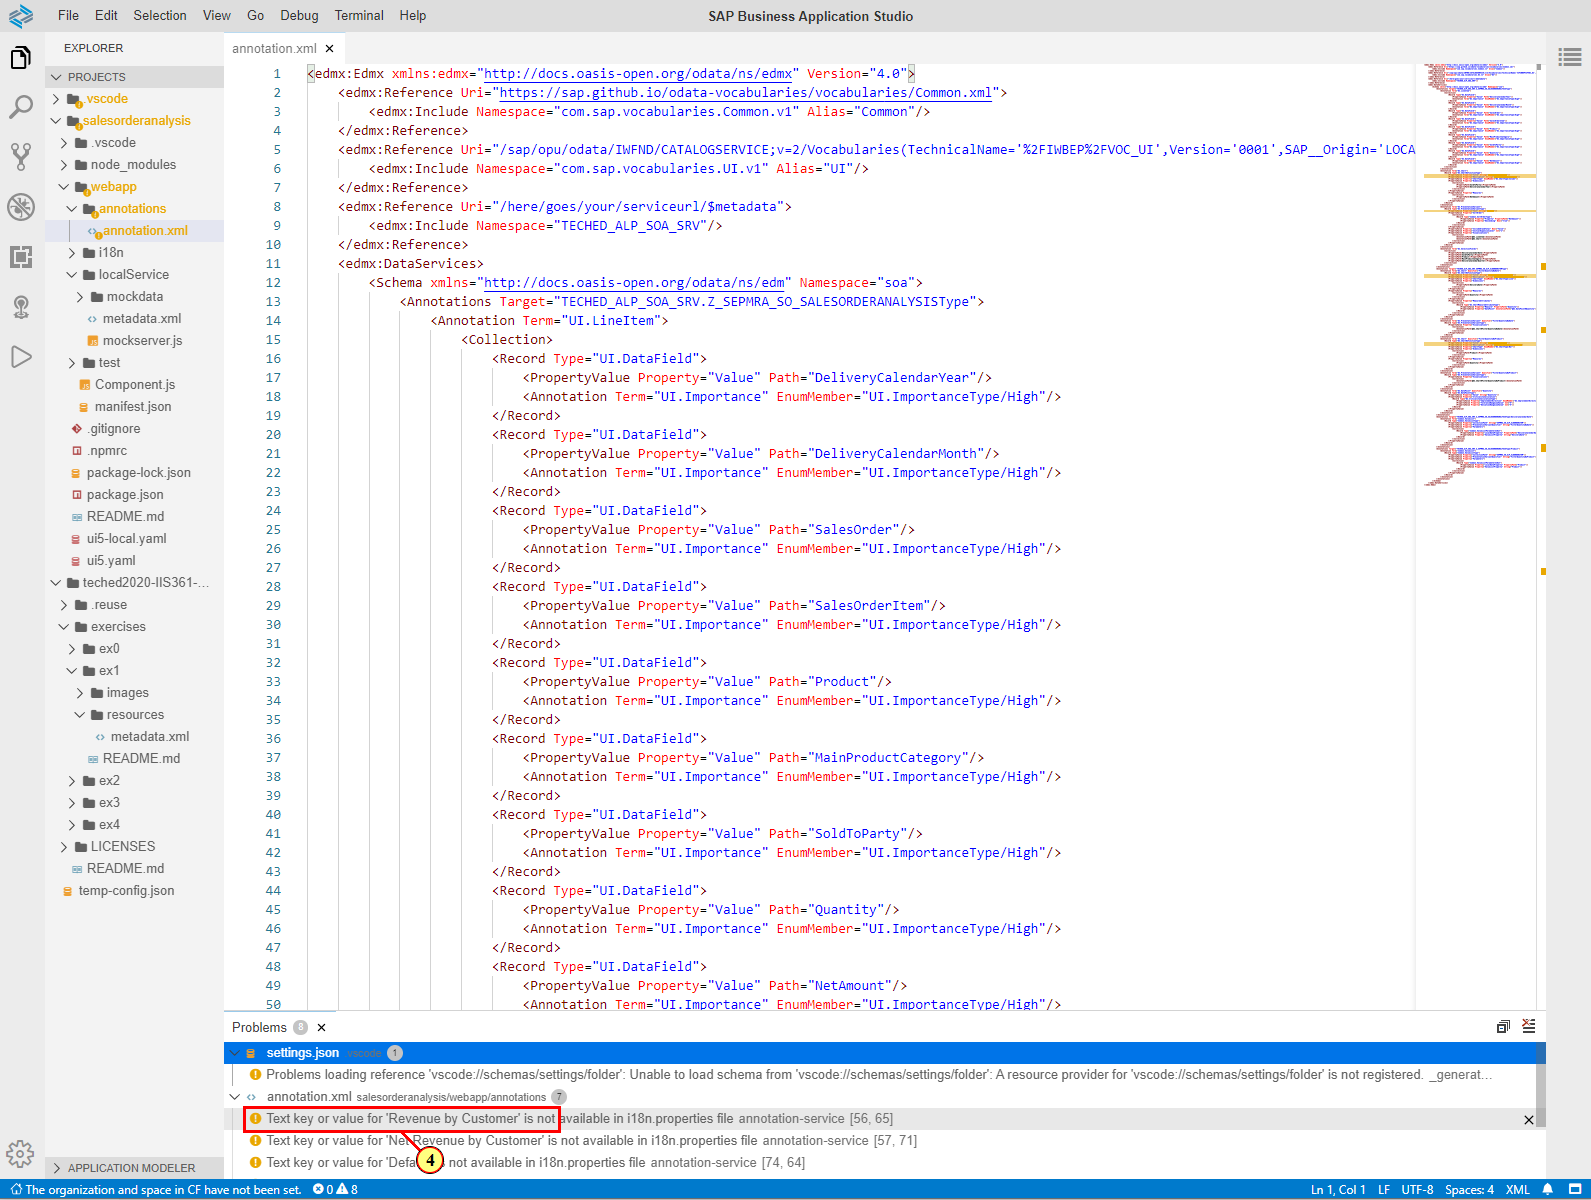 File Edit Selection View Go Debug Terminal Help
SAP Business Application Studio
EXPLORER
PROJECTS
.vscode
salesorderanalysis
.vscode
node_modules
webapp
annotations
annotation.xml
i18n
localService
mockdata
metadata.xml
mockserver.js
test
Component.js
manifest.json
.gitignore
.npmrc
package-lock.json
package.json
README.md
ui5-local.yaml
ui5.yaml
teched2020-IIS361-...
.reuse
exercises
ex0
ex1
images
resources
metadata.xml
README.md
ex2
ex3
ex4
LICENSES
README.md
temp-config.json
APPLICATION MODELER
annotation.xml
1 <edmx:Edmx xmlns:edmx="http://docs.oasis-open.org/odata/ns/edmx" Version="4.0">
2 <edmx:Reference Uri="https://sap.github.io/odata-vocabularies/vocabularies/Common.xml">
3 <edmx:Include Namespace="com.sap.vocabularies.Common.v1" Alias="Common"/>
4 </edmx:Reference>
5 <edmx:Reference Uri="/sap/opu/odata/IWFND/CATALOGSERVICE;v=2/Vocabularies(TechnicalName='%2FIWBEP%2FVOC_UI',Version='0001',SAP__Origin='LOCA
6 <edmx:Include Namespace="com.sap.vocabularies.UI.v1" Alias="UI"/>
7 </edmx:Reference>
8 <edmx:Reference Uri="/here/goes/your/serviceurl/$metadata">
9 <edmx:Include Namespace="TECHED_ALP_SOA_SRV"/>
10 </edmx:Reference>
11 <edmx:DataServices>
12 <Schema xmlns="http://docs.oasis-open.org/odata/ns/edm" Namespace="soa">
13 <Annotations Target="TECHED_ALP_SOA_SRV.Z_SEPMRA_SO_SALESORDERANALYSISType">
14 <Annotation Term="UI.LineItem">
15 <Collection>
16 <Record Type="UI.DataField">
17 <PropertyValue Property="Value" Path="DeliveryCalendarYear"/>
18 <Annotation Term="UI.Importance" EnumMember="UI.ImportanceType/High"/>
19 </Record>
20 <Record Type="UI.DataField">
21 <PropertyValue Property="Value" Path="DeliveryCalendarMonth"/>
22 <Annotation Term="UI.Importance" EnumMember="UI.ImportanceType/High"/>
23 </Record>
24 <Record Type="UI.DataField">
25 <PropertyValue Property="Value" Path="SalesOrder"/>
26 <Annotation Term="UI.Importance" EnumMember="UI.ImportanceType/High"/>
27 </Record>
28 <Record Type="UI.DataField">
29 <PropertyValue Property="Value" Path="SalesOrderItem"/>
30 <Annotation Term="UI.Importance" EnumMember="UI.ImportanceType/High"/>
31 </Record>
32 <Record Type="UI.DataField">
33 <PropertyValue Property="Value" Path="Product"/>
34 <Annotation Term="UI.Importance" EnumMember="UI.ImportanceType/High"/>
35 </Record>
36 <Record Type="UI.DataField">
37 <PropertyValue Property="Value" Path="MainProductCategory"/>
38 <Annotation Term="UI.Importance" EnumMember="UI.ImportanceType/High"/>
39 </Record>
40 <Record Type="UI.DataField">
41 <PropertyValue Property="Value" Path="SoldToParty"/>
42 <Annotation Term="UI.Importance" EnumMember="UI.ImportanceType/High"/>
43 </Record>
44 <Record Type="UI.DataField">
45 <PropertyValue Property="Value" Path="Quantity"/>
46 <Annotation Term="UI.Importance" EnumMember="UI.ImportanceType/High"/>
47 </Record>
48 <Record Type="UI.DataField">
49 <PropertyValue Property="Value" Path="NetAmount"/>
50 <Annotation Term="UI.Importance" EnumMember="UI.ImportanceType/High"/>
Problems 8
settings.json .vscode 1
Problems loading reference 'vscode://schemas/settings/folder': Unable to load schema from 'vscode://schemas/settings/folder': A resource provider for 'vscode://schemas/settings/folder' is not registered. _generat...
annotation.xml salesorderanalysis/webapp/annotations 7
Text key or value for 'Revenue by Customer' is not available in i18n.properties file annotation-service [56, 65]
Text key or value for 'Net Revenue by Customer' is not available in i18n.properties file annotation-service [57, 71]
Text key or value for 'Defa s not available in i18n.properties file annotation-service [74, 64]
4
The organization and space in CF have not been set. 0 8
Ln 1, Col 1 LF UTF-8 Spaces: 4 XML